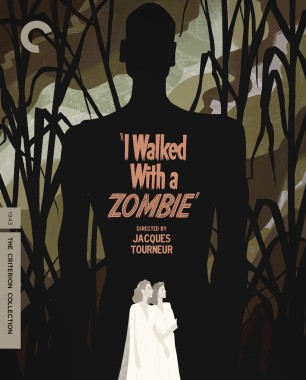 'I Walked
With a
ZOMBIE'
DIRECTED BY
JACQUES
TOURNEUR
1943
THE CRITERION COLLECTION